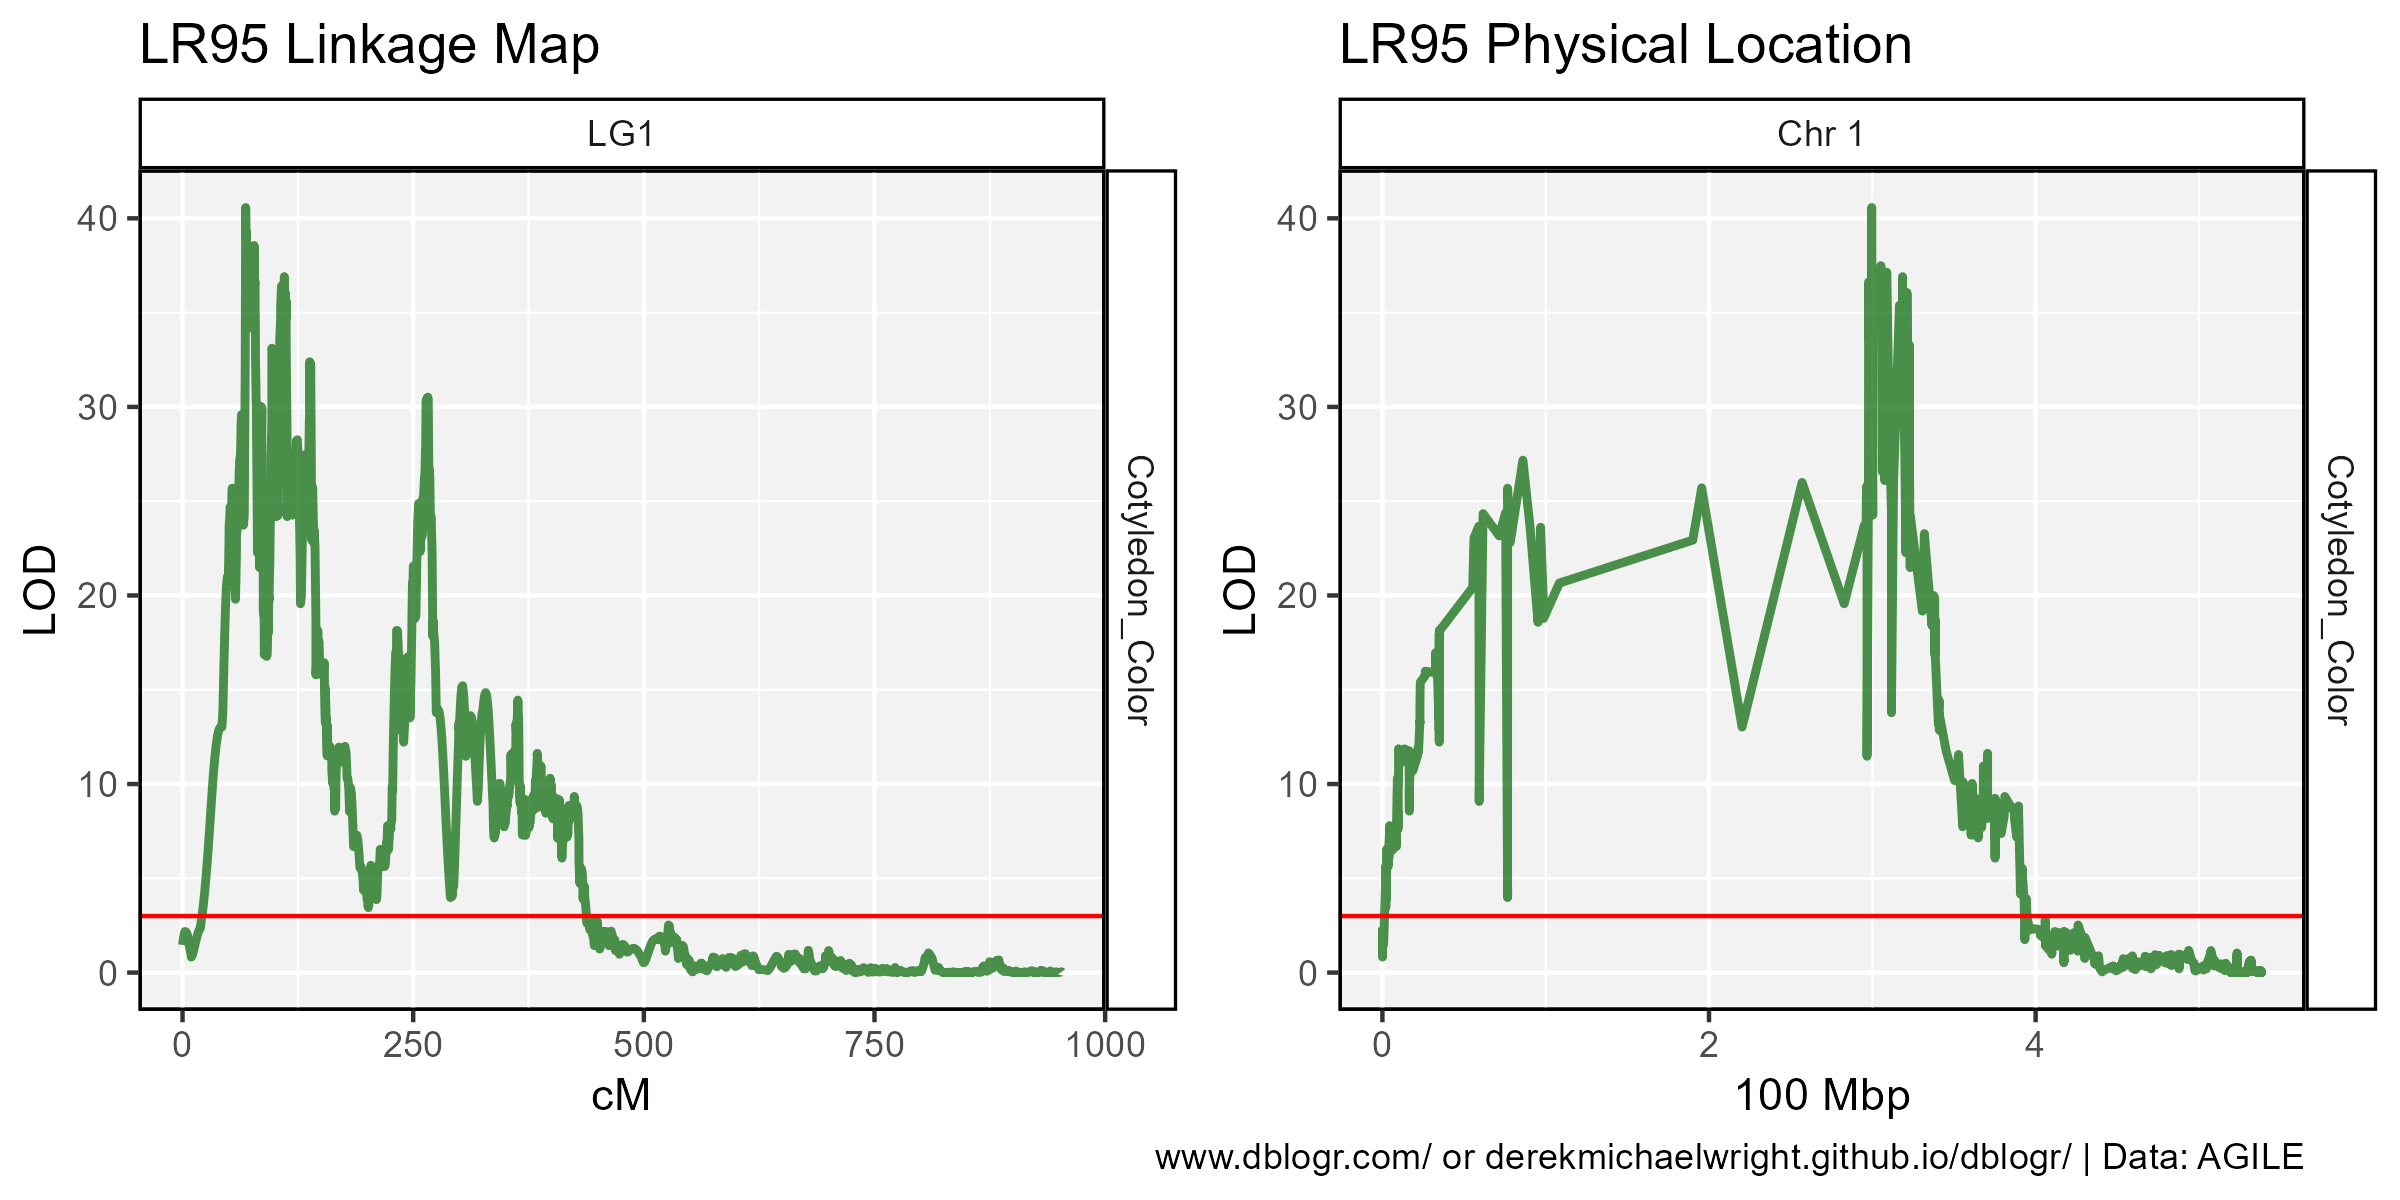 LR95 Linkage Map
LG1
40
30
20
10
0
LOD
Cotyledon_Color
0 250 500 750 1000
cM
LR95 Physical Location
Chr 1
40
30
20
10
0
LOD
Cotyledon_Color
0 2 4
100 Mbp
www.dblogr.com/ or derekmichaelwright.github.io/dblogr/ | Data: AGILE